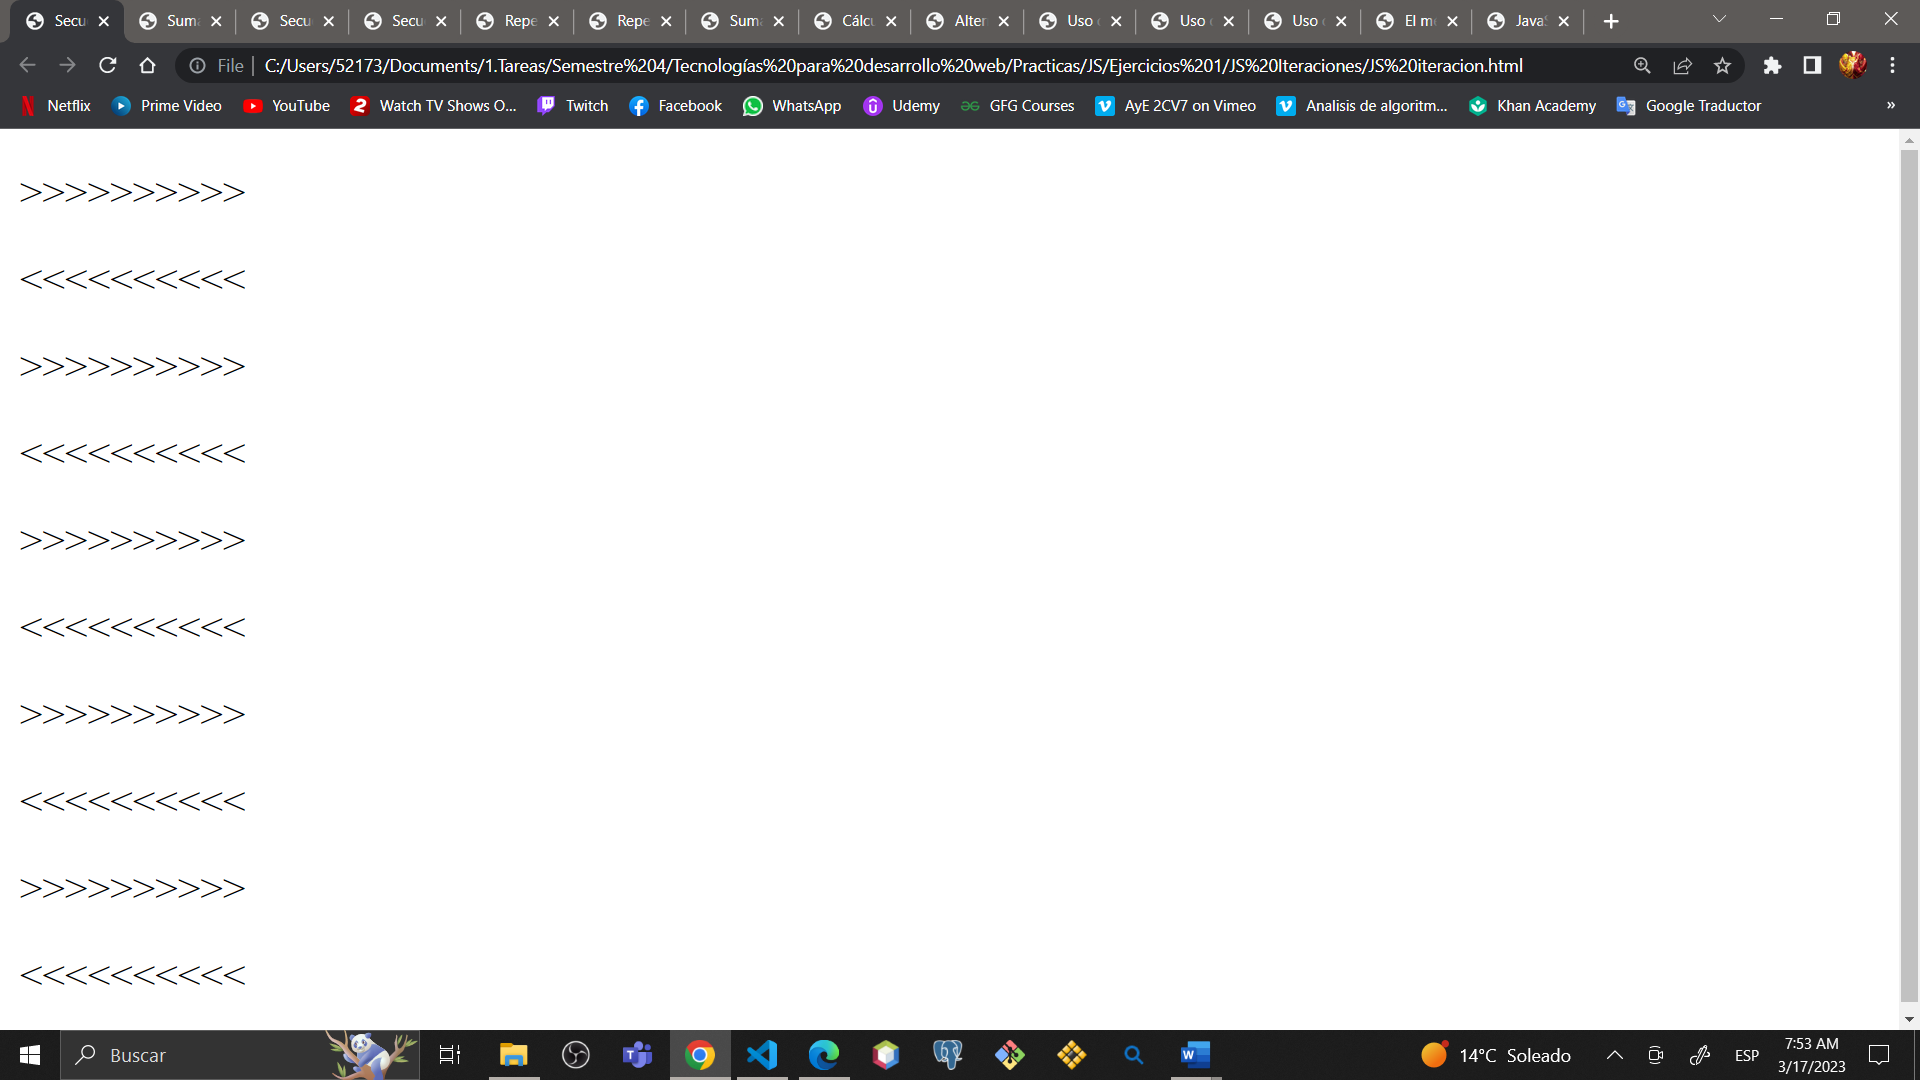 Secu Suma Secu Secu Repe Repe Suma Cálcu Alter Uso Uso Uso El m JavaS
File C:/Users/52173/Documents/1.Tareas/Semestre%204/Tecnologías%20para%20desarrollo%20web/Practicas/JS/Ejercicios%201/JS%20Iteraciones/JS%20iteracion.html
Netflix Prime Video YouTube Watch TV Shows O... Twitch Facebook WhatsApp Udemy GFG Courses AyE 2CV7 on Vimeo Analisis de algoritm... Khan Academy Google Traductor »
>>>>>>>>>>
<<<<<<<<<<
>>>>>>>>>>
<<<<<<<<<<
>>>>>>>>>>
<<<<<<<<<<
>>>>>>>>>>
<<<<<<<<<<
>>>>>>>>>>
<<<<<<<<<<
Buscar 14°C Soleado ESP 7:53 AM
3/17/2023